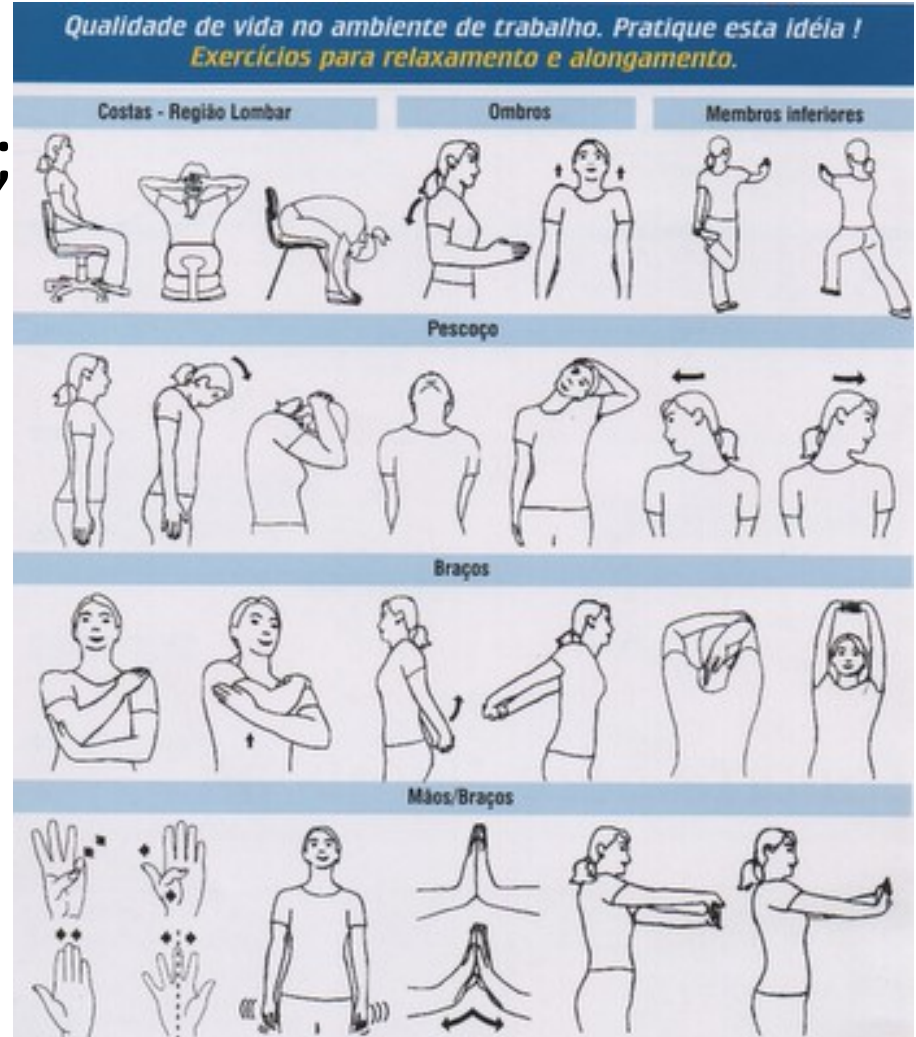 Qualidade de vida no ambiente de trabalho. Pratique esta idéia !
Exercícios para relaxamento e alongamento.
Costas - Região Lombar
Ombros
Membros inferiores
Pescoço
Braços
Mãos/Braços